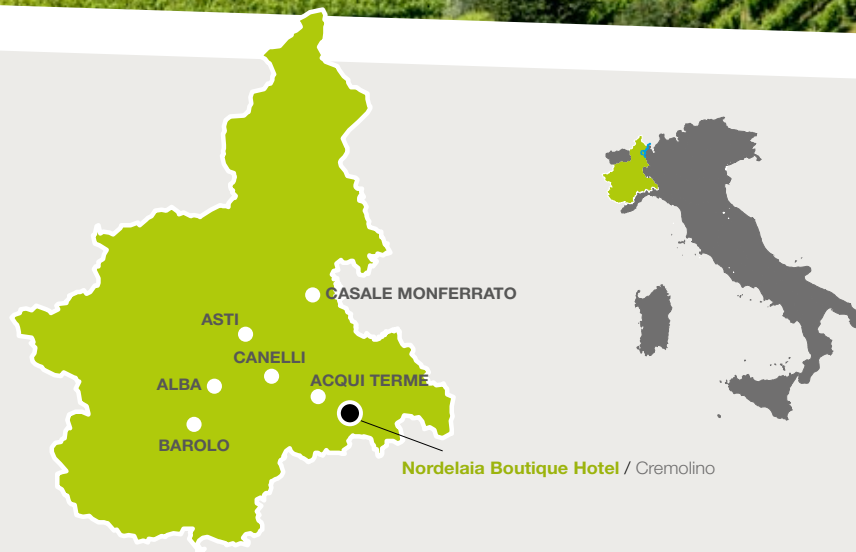 CASALE MONFERRATO
ASTI
CANELLI
ALBA
ACQUI TERME
BAROLO
Nordelaia Boutique Hotel / Cremolino